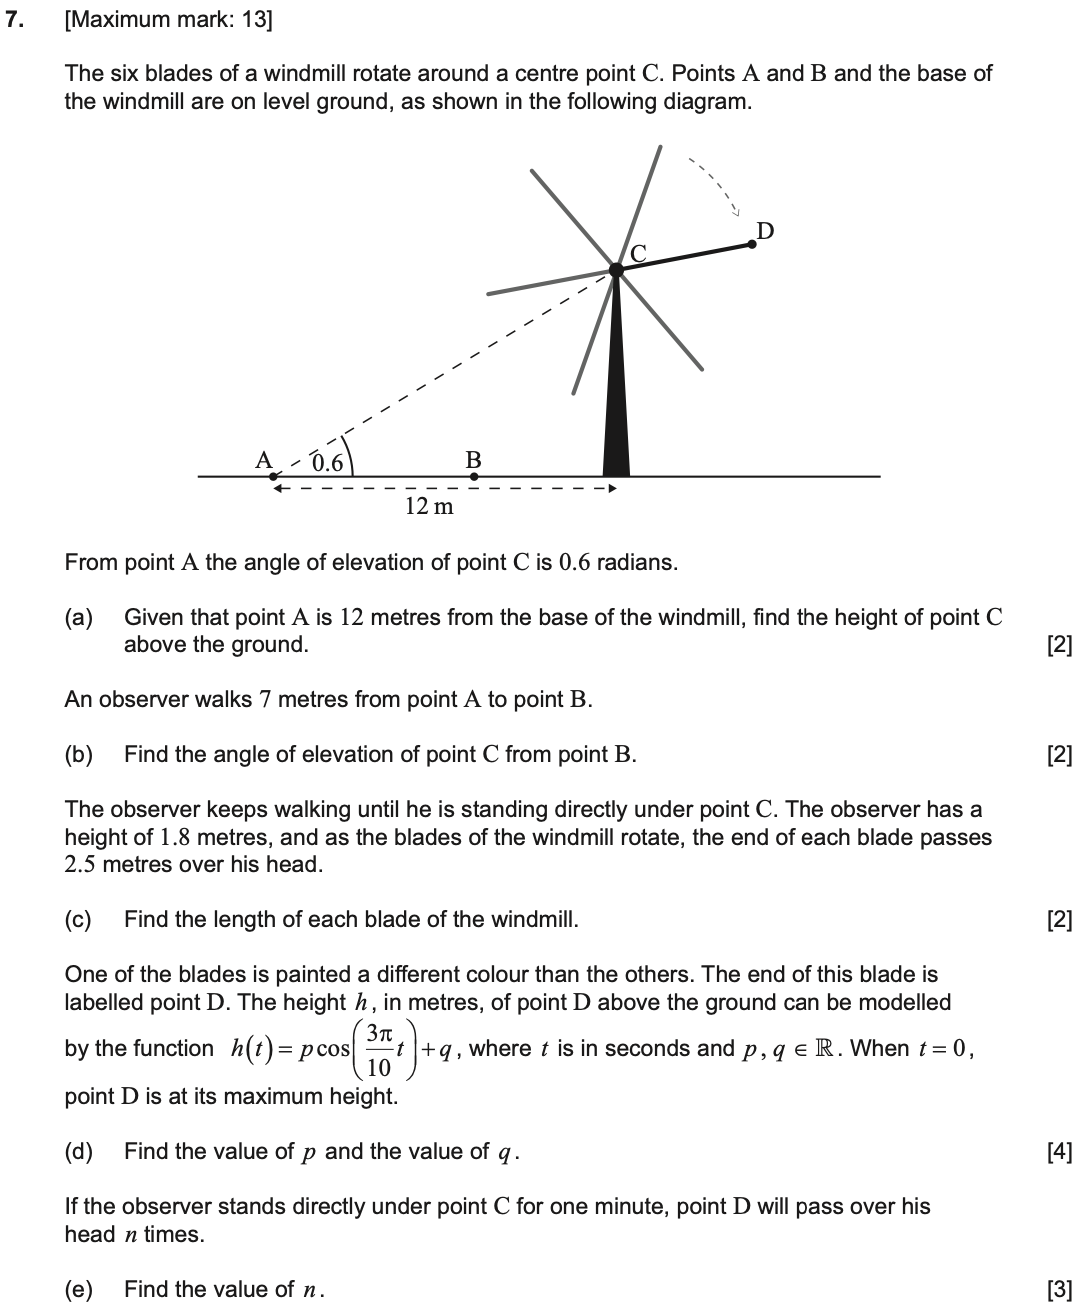 7. [Maximum mark: 13]
The six blades of a windmill rotate around a centre point C. Points A and B and the base of
the windmill are on level ground, as shown in the following diagram.
D
C
A 0.6 B
12 m
From point A the angle of elevation of point C is 0.6 radians.
(a) Given that point A is 12 metres from the base of the windmill, find the height of point C
above the ground. [2]
An observer walks 7 metres from point A to point B.
(b) Find the angle of elevation of point C from point B. [2]
The observer keeps walking until he is standing directly under point C. The observer has a
height of 1.8 metres, and as the blades of the windmill rotate, the end of each blade passes
2.5 metres over his head.
(c) Find the length of each blade of the windmill. [2]
One of the blades is painted a different colour than the others. The end of this blade is
labelled point D. The height h, in metres, of point D above the ground can be modelled
by the function h(t) = p cos(3π/10 t) + q, where t is in seconds and p, q ∈ ℝ. When t = 0,
point D is at its maximum height.
(d) Find the value of p and the value of q. [4]
If the observer stands directly under point C for one minute, point D will pass over his
head n times.
(e) Find the value of n. [3]